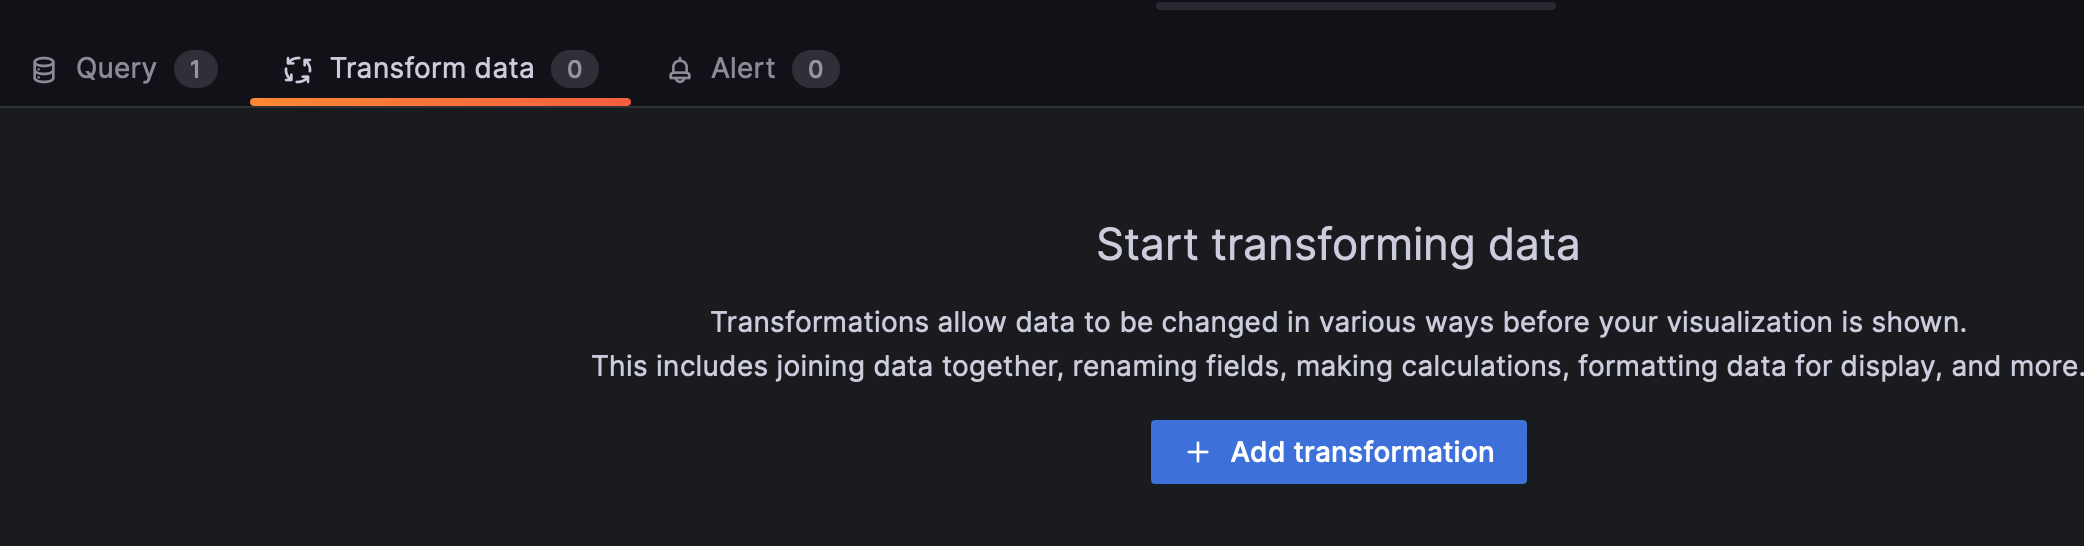 Query 1 Transform data 0 Alert 0
Start transforming data
Transformations allow data to be changed in various ways before your visualization is shown.
This includes joining data together, renaming fields, making calculations, formatting data for display, and more.
+ Add transformation